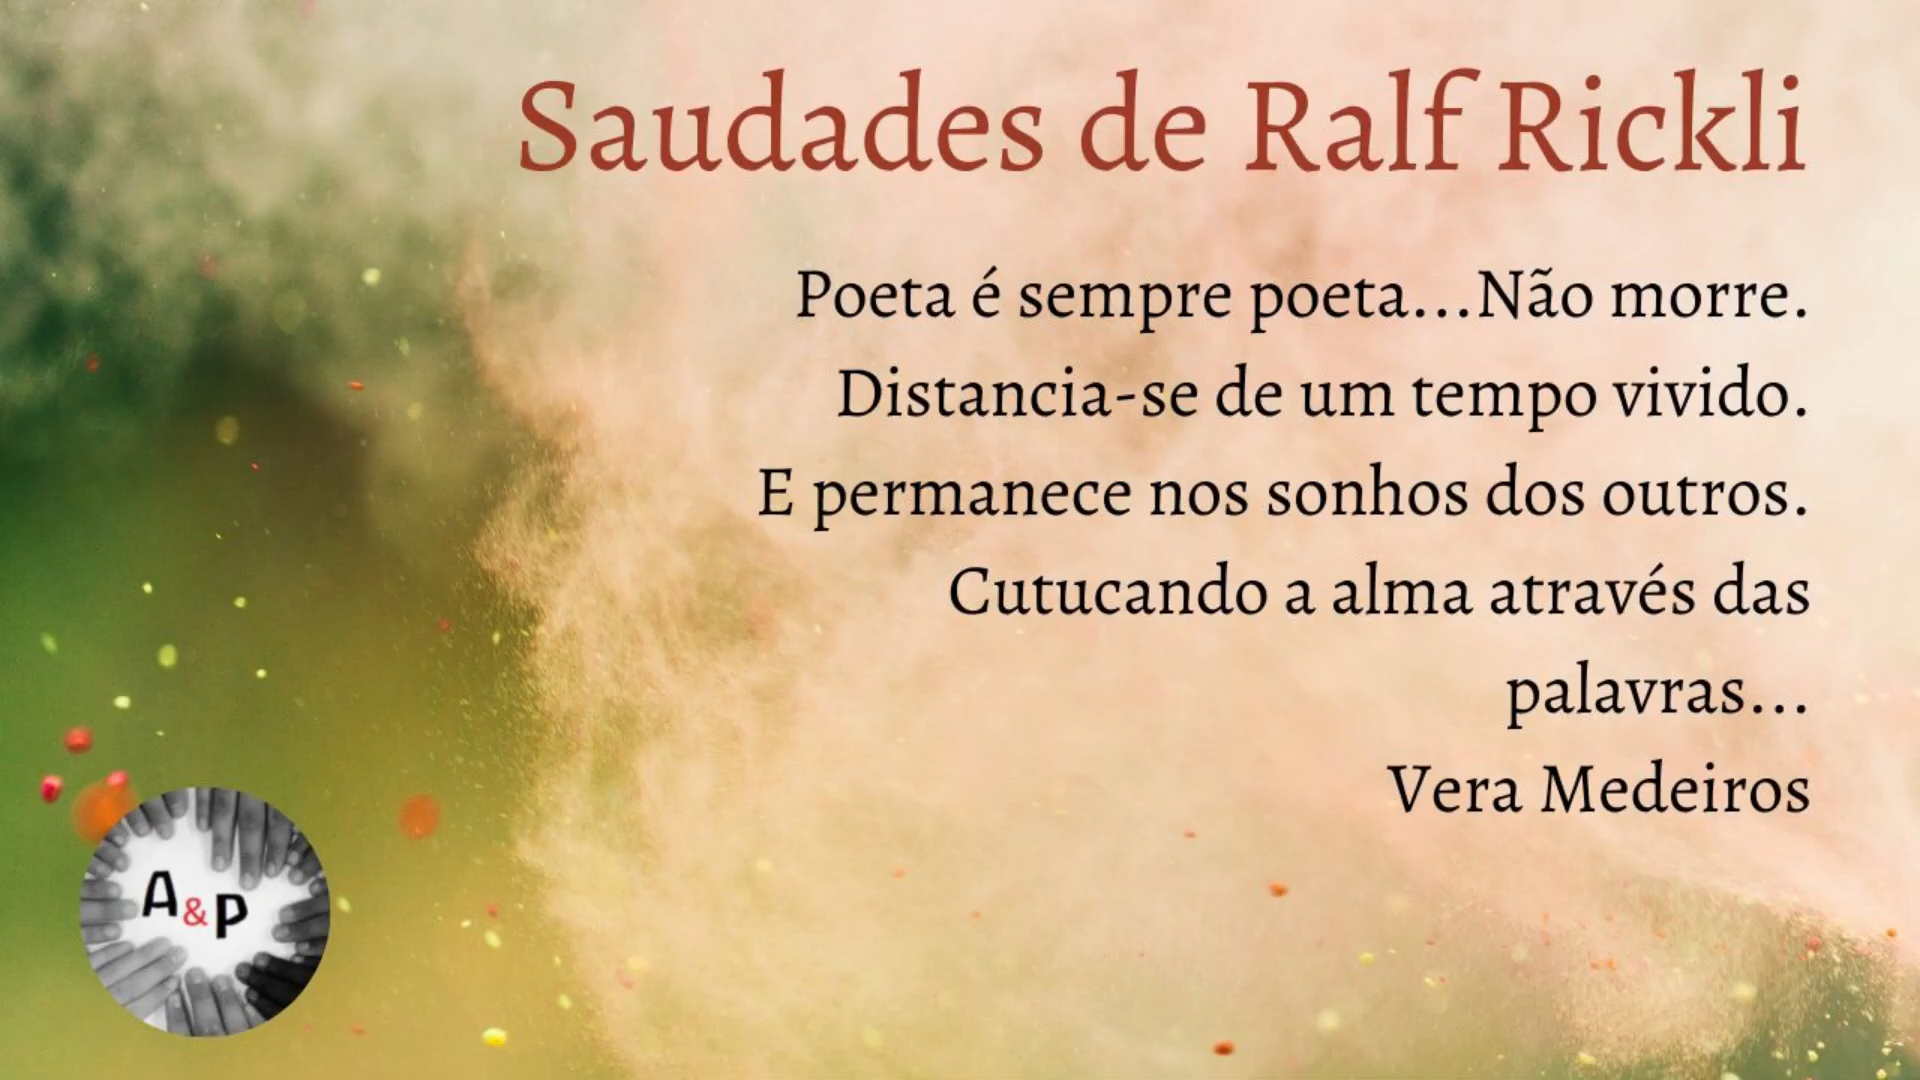 Saudades de Ralf Rickli
Poeta é sempre poeta...Não morre.
Distancia-se de um tempo vivido.
E permanece nos sonhos dos outros.
Cutucando a alma através das
palavras...
Vera Medeiros
A&P